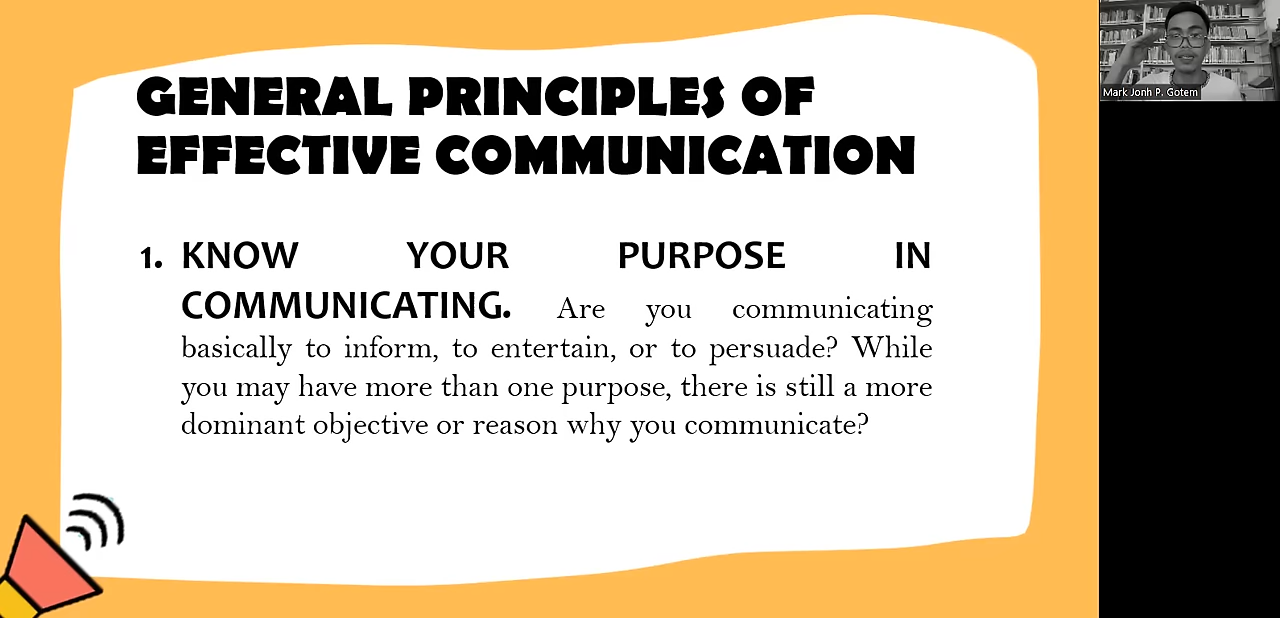 GENERAL PRINCIPLES OF
EFFECTIVE COMMUNICATION
1. KNOW YOUR PURPOSE IN
COMMUNICATING. Are you communicating
basically to inform, to entertain, or to persuade? While
you may have more than one purpose, there is still a more
dominant objective or reason why you communicate?
Mark Jonh P. Gotem